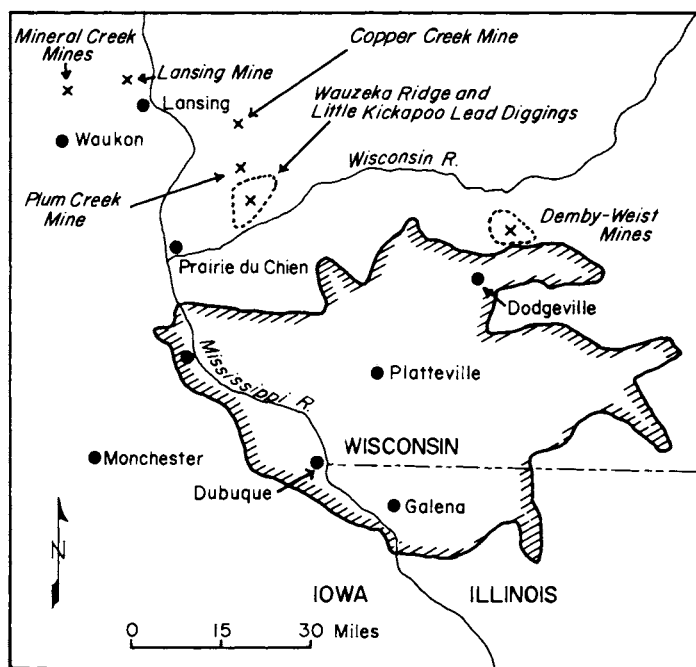 Mineral Creek
Mines
Copper Creek Mine
Lansing Mine
Lansing
Wauzeka Ridge and
Little Kickapoo Lead Diggings
Waukon
Wisconsin R.
Plum Creek
Mine
Demby-Weist
Mines
Prairie du Chien
Dodgeville
Mississippi R.
Platteville
WISCONSIN
Monchester
Dubuque
Galena
N
IOWA
ILLINOIS
0 15 30 Miles